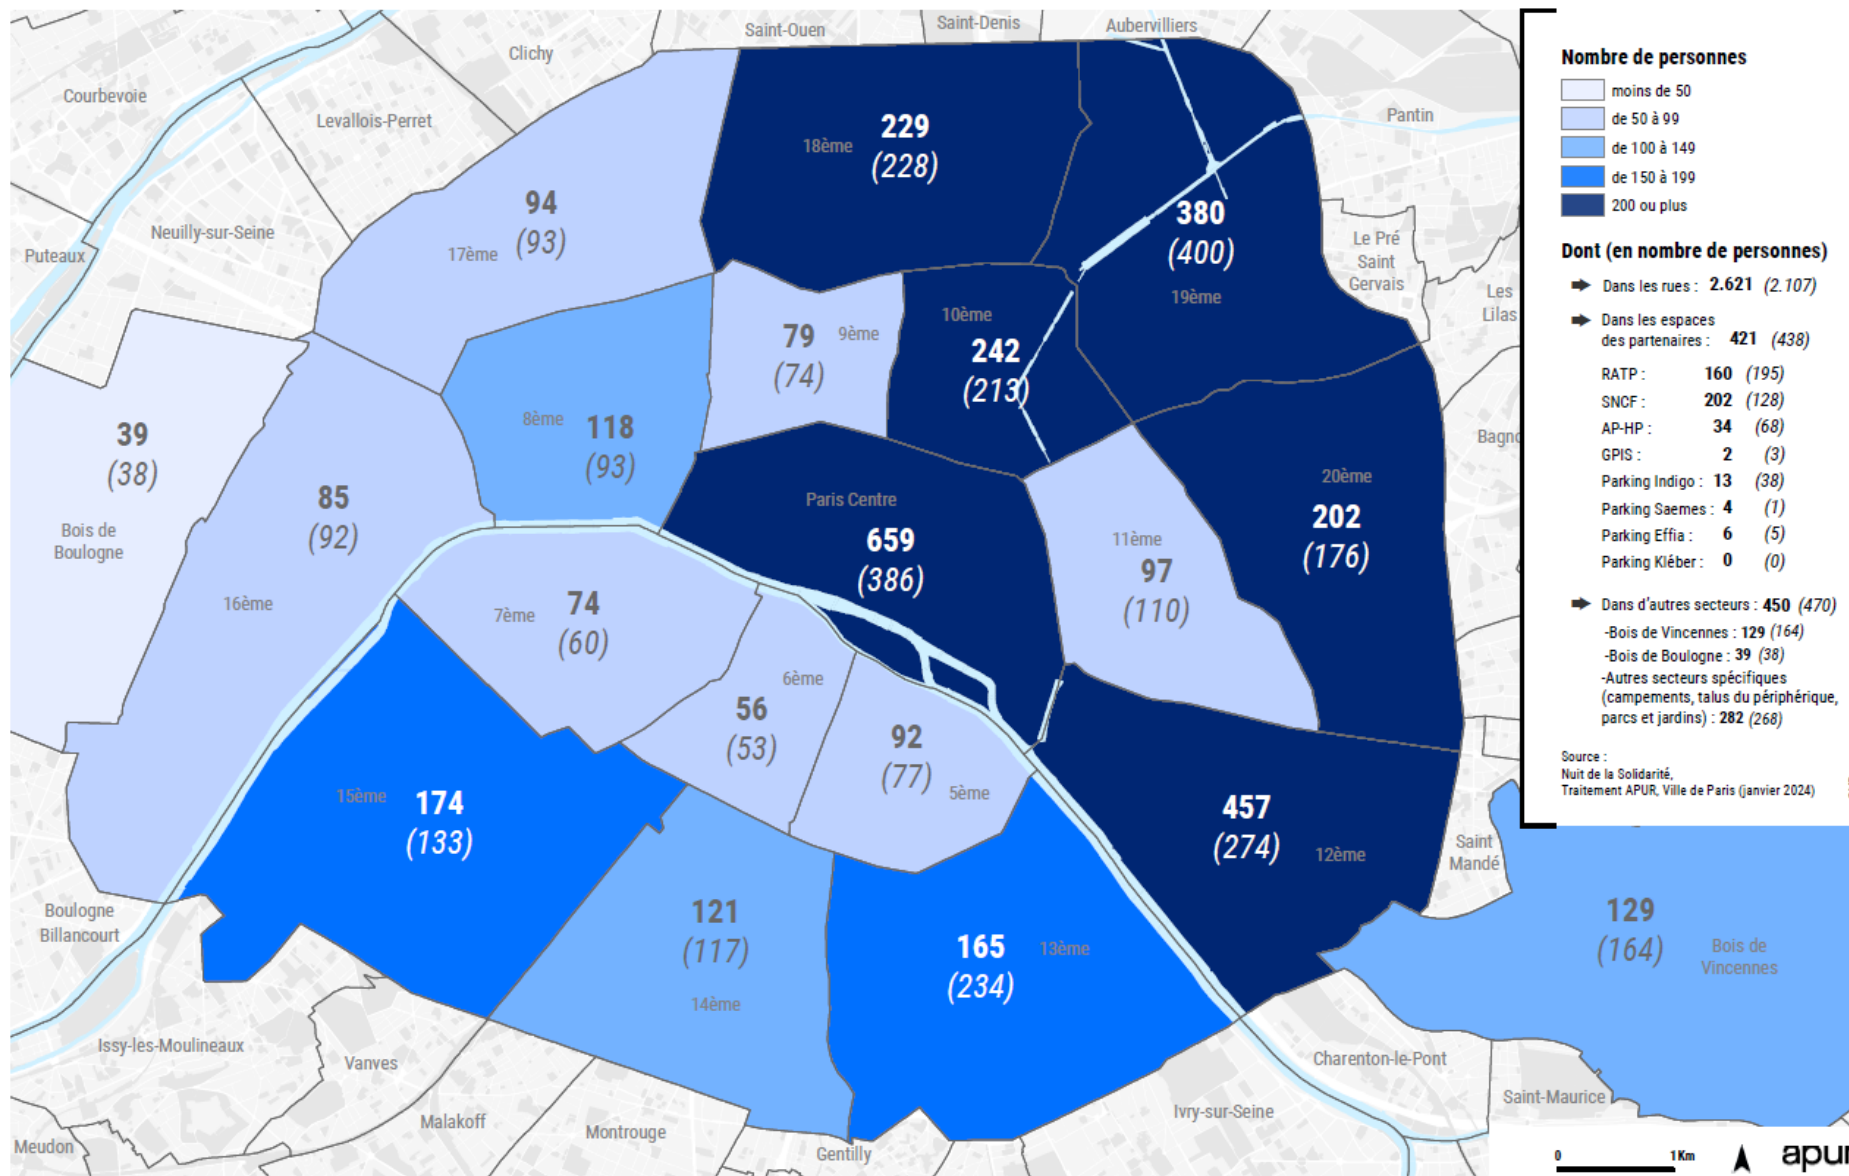 Saint-Ouen
Saint-Denis
Aubervilliers
Clichy
Courbevoie
Levallois-Perret
Pantin
Neuilly-sur-Seine
Puteaux
Le Pré
Saint
Gervais
Les
Lilas
18ème
229
(228)
94
(93)
17ème
380
(400)
19ème
10ème
242
(213)
79
(74)
9ème
8ème
118
(93)
39
(38)
Bois de
Boulogne
85
(92)
16ème
Paris Centre
659
(386)
11ème
97
(110)
20ème
202
(176)
7ème
74
(60)
6ème
56
(53)
92
(77)
5ème
15ème
174
(133)
121
(117)
14ème
165
(234)
13ème
457
(274)
12ème
Saint
Mandé
129
(164)
Bois de
Vincennes
Boulogne
Billancourt
Issy-les-Moulineaux
Vanves
Malakoff
Meudon
Montrouge
Gentilly
Ivry-sur-Seine
Charenton-le-Pont
Saint-Maurice
Nombre de personnes
moins de 50
de 50 à 99
de 100 à 149
de 150 à 199
200 ou plus
Dont (en nombre de personnes)
Dans les rues : 2.621 (2.107)
Dans les espaces
des partenaires : 421 (438)
RATP : 160 (195)
SNCF : 202 (128)
AP-HP : 34 (68)
GPIS : 2 (3)
Parking Indigo : 13 (38)
Parking Saemes : 4 (1)
Parking Effia : 6 (5)
Parking Kléber : 0 (0)
Dans d'autres secteurs : 450 (470)
-Bois de Vincennes : 129 (164)
-Bois de Boulogne : 39 (38)
-Autres secteurs spécifiques
(campements, talus du périphérique,
parcs et jardins) : 282 (268)
Source :
Nuit de la Solidarité,
Traitement APUR, Ville de Paris (janvier 2024)
0 1 Km
apur